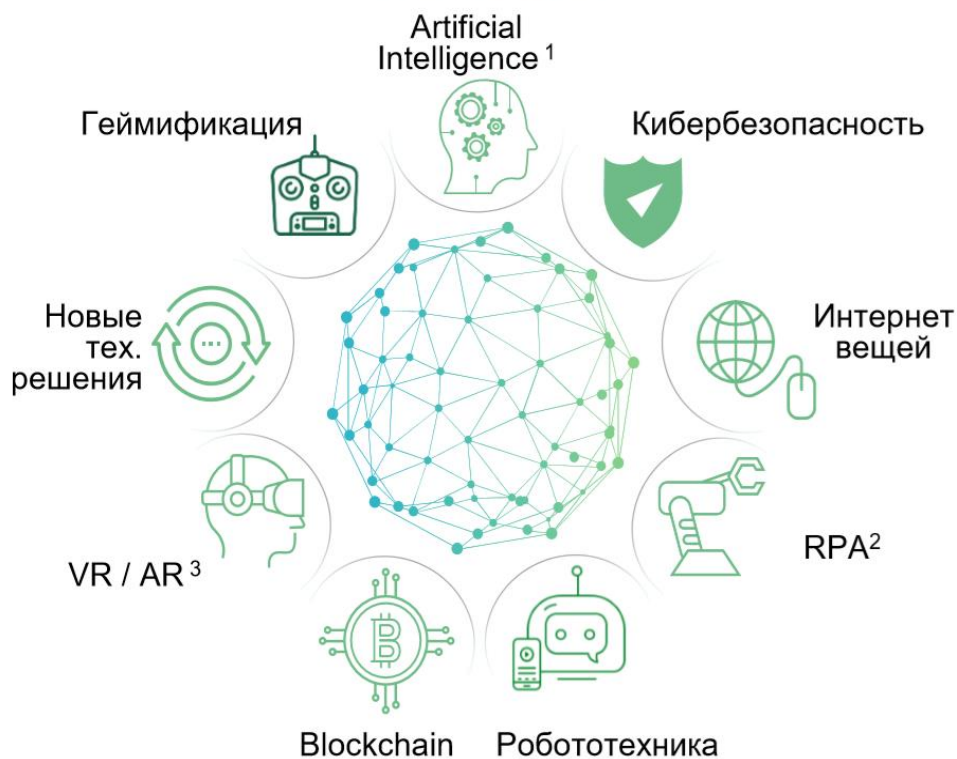 Artificial
Intelligence ¹
Геймификация
Кибербезопасность
Новые
тех.
решения
Интернет
вещей
VR / AR ³
RPA²
Blockchain
Робототехника